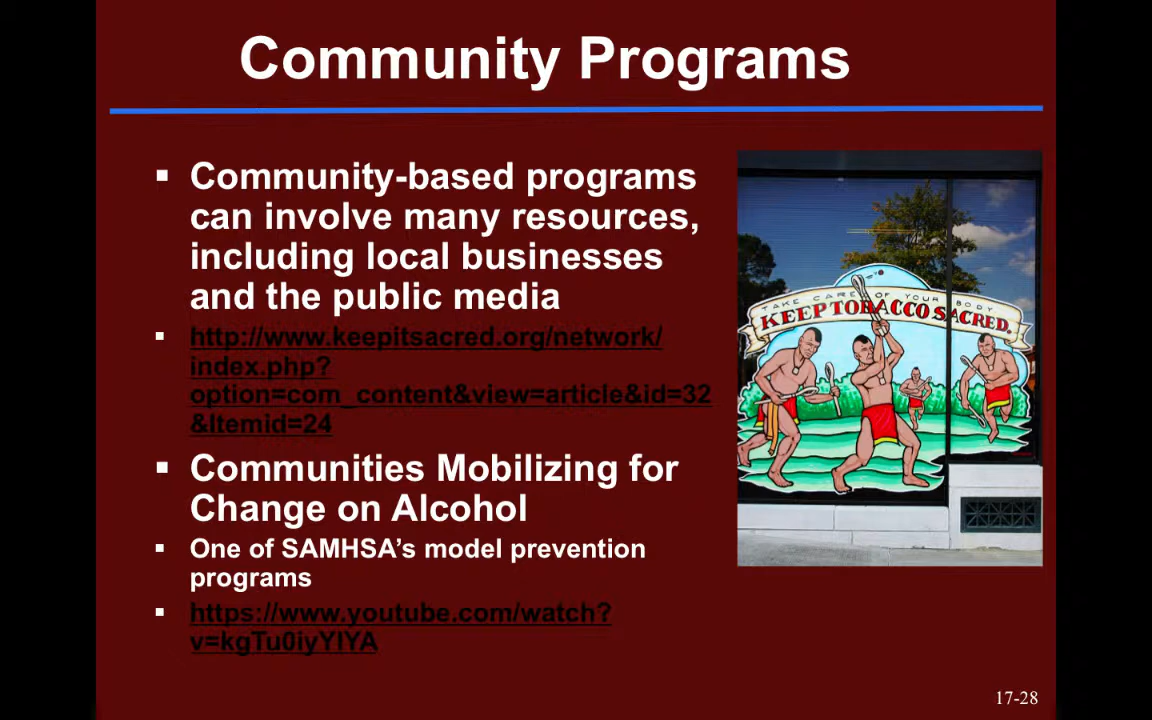 Community Programs
Community-based programs
can involve many resources,
including local businesses
and the public media
http://www.keepitsacred.org/network/
index.php?
option=com_content&view=article&id=32
&Itemid=24
Communities Mobilizing for
Change on Alcohol
One of SAMHSA's model prevention
programs
https://www.youtube.com/watch?
v=kgTu0iyYIYA
TAKE CARE OF YOUR BODY
KEEP TOBACCO SACRED.
17-28